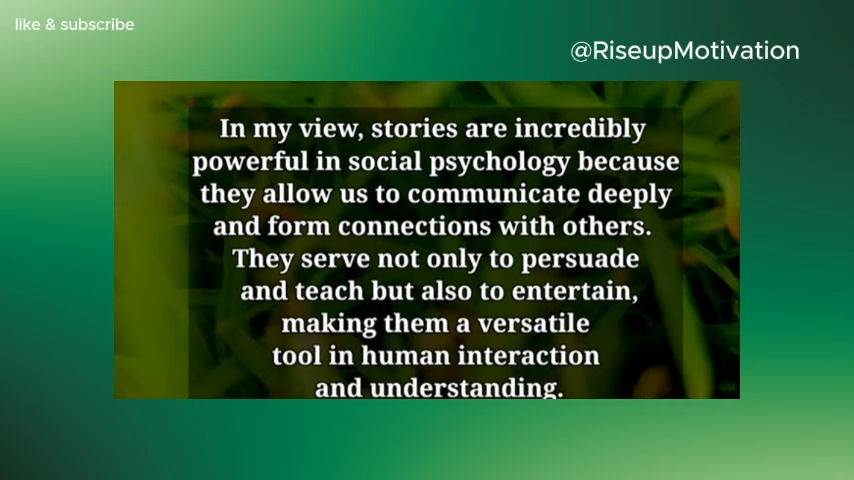 like & subscribe
@RiseupMotivation
In my view, stories are incredibly
powerful in social psychology because
they allow us to communicate deeply
and form connections with others.
They serve not only to persuade
and teach but also to entertain,
making them a versatile
tool in human interaction
and understanding.